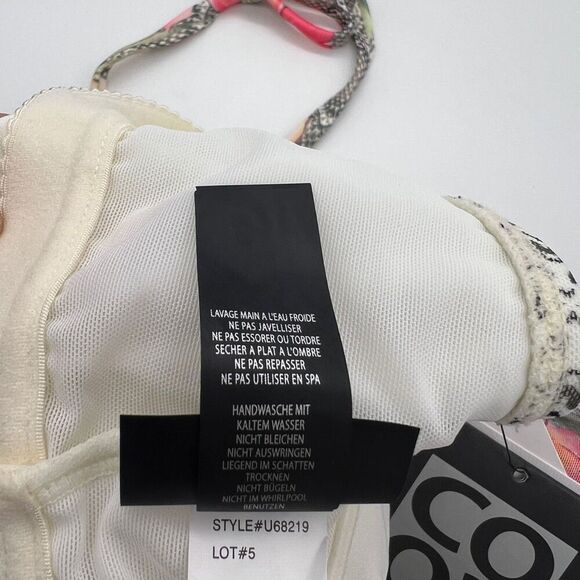 LAVAGE MAIN A L'EAU FROIDE
NE PAS JAVELLISER
NE PAS ESSORER OU TORDRE
SECHER A PLAT A L'OMBRE
NE PAS REPASSER
NE PAS UTILISER EN SPA
HANDWASCHE MIT
KALTEM WASSER
NICHT BLEICHEN
NICHT AUSWRINGEN
LIEGEND IM SCHATTEN
TROCKNEN
NICHT BÜGELN
NICHT IM WHIRLPOOL
BENUTZEN
STYLE#U68219
LOT#5
CO